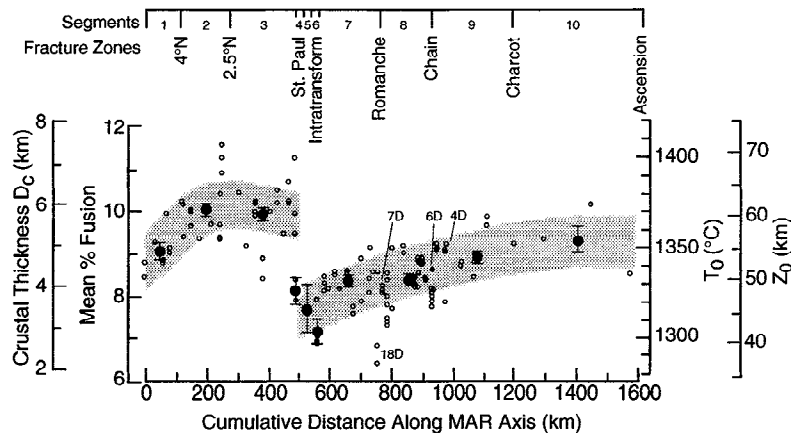 Segments 1 2 3 4 5 6 7 8 9 10
Fracture Zones 4°N 2.5°N St. Paul Intratransform Romanche Chain Charcot Ascension
Crustal Thickness Dc (km)
8
6
4
2
Mean % Fusion
12
10
8
6
7D 6D 4D
18D
1400
1350
1300
To (°C)
70
60
50
40
Zo (km)
0 200 400 600 800 1000 1200 1400 1600
Cumulative Distance Along MAR Axis (km)